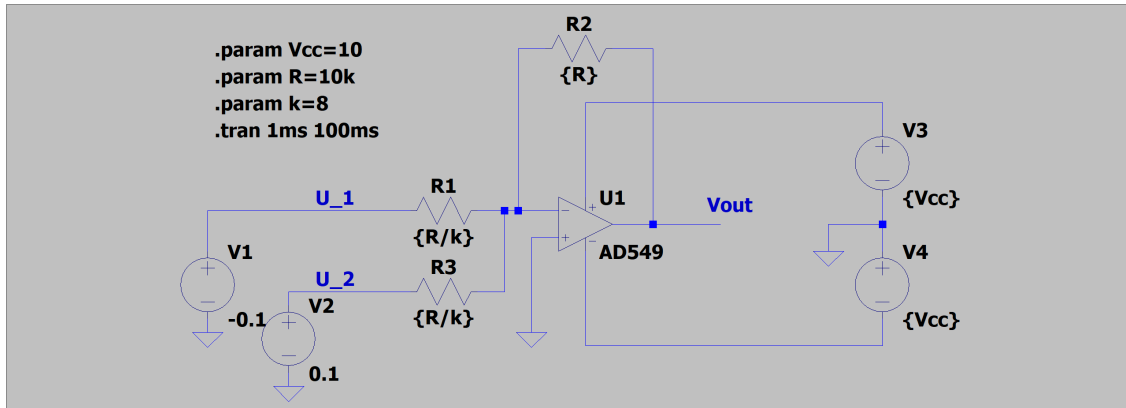 .param Vcc=10
.param R=10k
.param k=8
.tran 1ms 100ms
R2
{R}
V3
{Vcc}
U_1
R1
{R/k}
U1
AD549
Vout
V1
-0.1
U_2
R3
{R/k}
V2
0.1
V4
{Vcc}